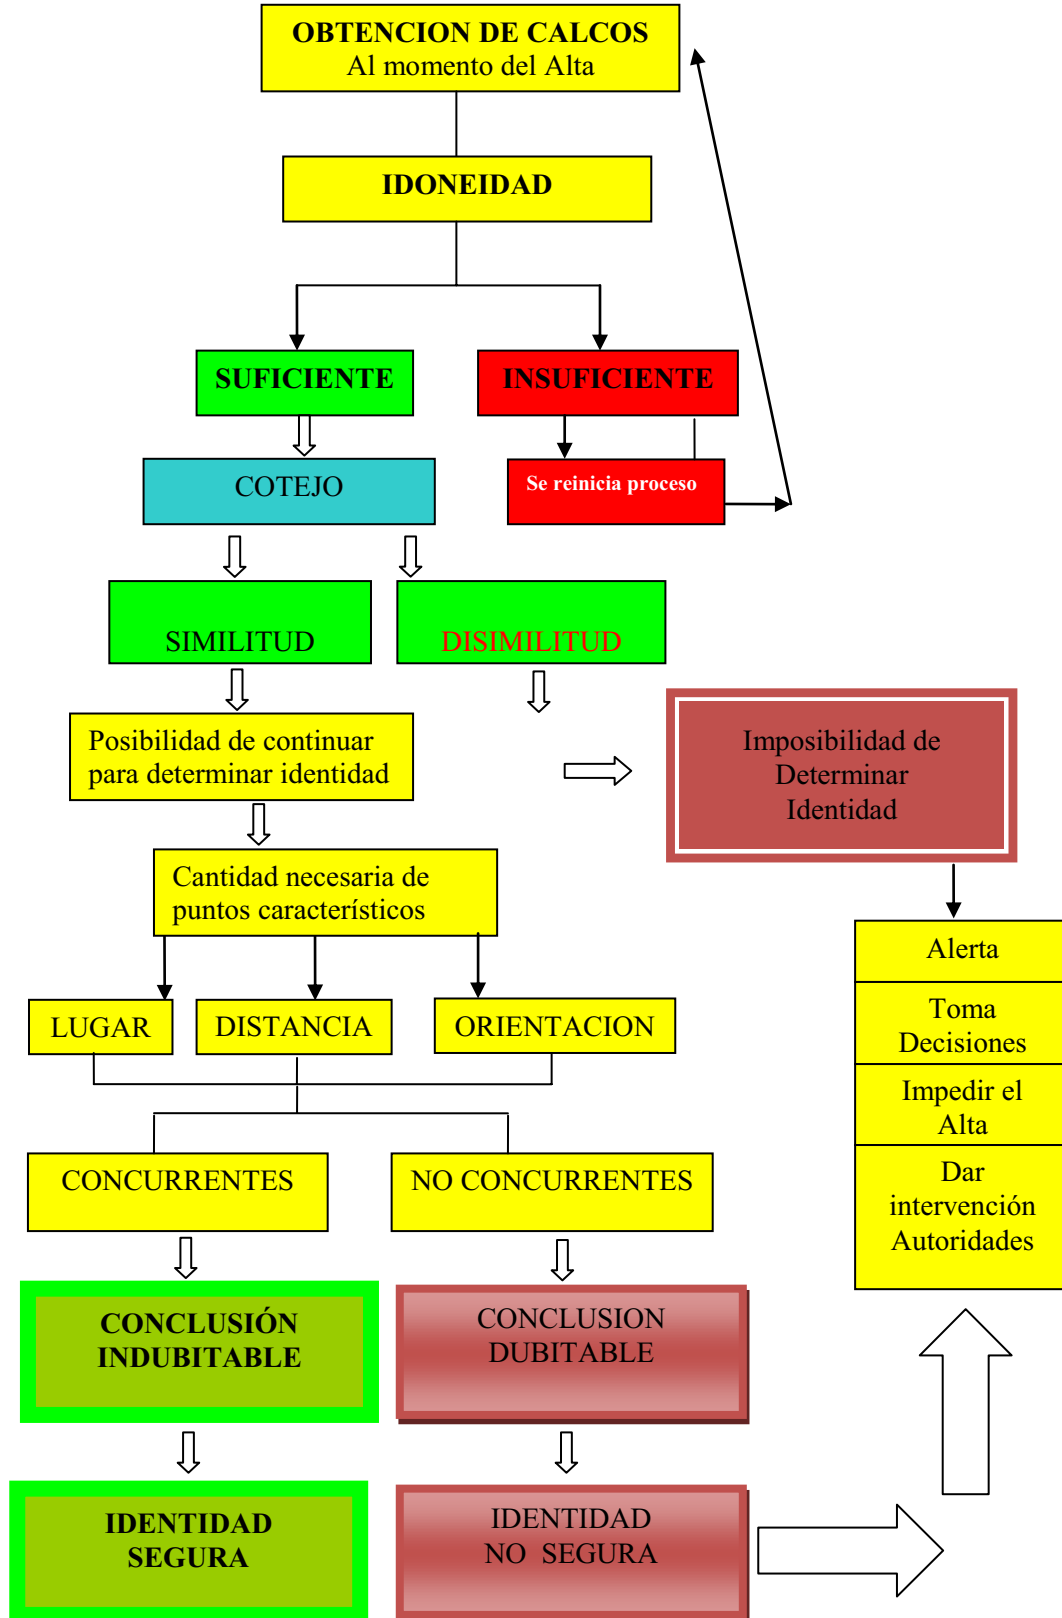 OBTENCION DE CALCOS
Al momento del Alta
IDONEIDAD
SUFICIENTE
INSUFICIENTE
COTEJO
Se reinicia proceso
SIMILITUD
DISIMILITUD
Posibilidad de continuar
para determinar identidad
Imposibilidad de
Determinar
Identidad
Cantidad necesaria de
puntos característicos
Alerta
Toma
Decisiones
Impedir el
Alta
Dar
intervención
Autoridades
LUGAR
DISTANCIA
ORIENTACION
CONCURRENTES
NO CONCURRENTES
CONCLUSIÓN
INDUBITABLE
CONCLUSION
DUBITABLE
IDENTIDAD
SEGURA
IDENTIDAD
NO SEGURA